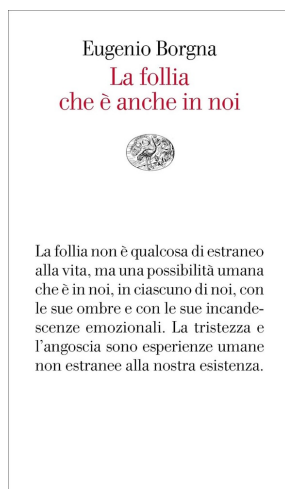 Eugenio Borgna
La follia
che è anche in noi
La follia non è qualcosa di estraneo
alla vita, ma una possibilità umana
che è in noi, in ciascuno di noi, con
le sue ombre e con le sue incande-
scenze emozionali. La tristezza e
l'angoscia sono esperienze umane
non estranee alla nostra esistenza.